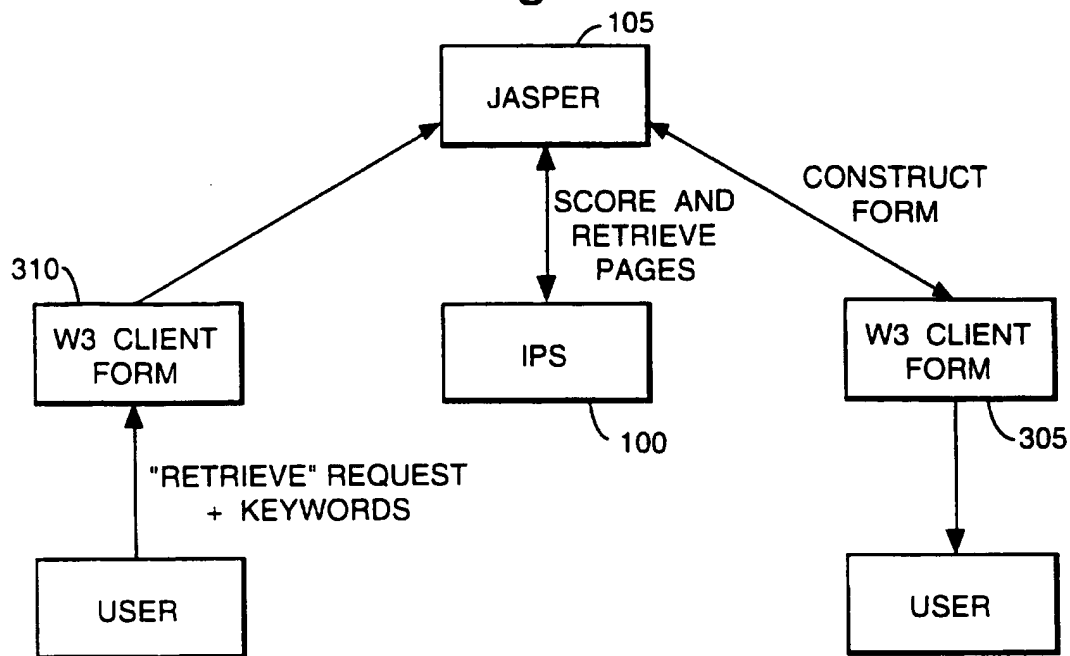 105
JASPER
CONSTRUCT
FORM
SCORE AND
RETRIEVE
PAGES
310
W3 CLIENT
FORM
IPS
W3 CLIENT
FORM
100
305
"RETRIEVE" REQUEST
+ KEYWORDS
USER
USER